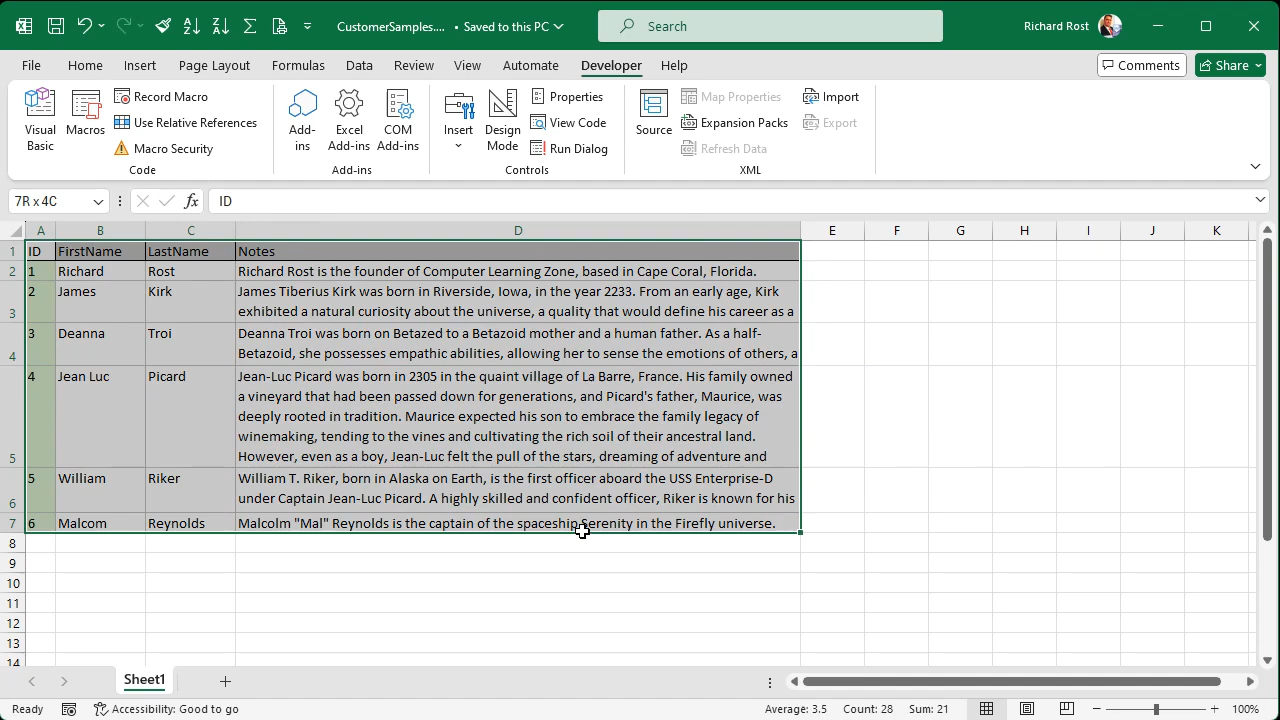 CustomerSamples.... • Saved to this PC
Search
Richard Rost
File Home Insert Page Layout Formulas Data Review View Automate Developer Help
Comments Share
Visual Basic
Macros
Record Macro
Use Relative References
Macro Security
Code
Add-ins
Excel Add-ins
COM Add-ins
Add-ins
Insert
Design Mode
Properties
View Code
Run Dialog
Controls
Source
Map Properties
Expansion Packs
Refresh Data
Import
Export
XML
7R x 4C fx ID
A B C D E F G H I J K
1 ID FirstName LastName Notes
2 1 Richard Rost Richard Rost is the founder of Computer Learning Zone, based in Cape Coral, Florida.
2 James Kirk James Tiberius Kirk was born in Riverside, Iowa, in the year 2233. From an early age, Kirk
3 exhibited a natural curiosity about the universe, a quality that would define his career as a
3 Deanna Troi Deanna Troi was born on Betazed to a Betazoid mother and a human father. As a half-
4 Betazoid, she possesses empathic abilities, allowing her to sense the emotions of others, a
4 Jean Luc Picard Jean-Luc Picard was born in 2305 in the quaint village of La Barre, France. His family owned
a vineyard that had been passed down for generations, and Picard's father, Maurice, was
deeply rooted in tradition. Maurice expected his son to embrace the family legacy of
winemaking, tending to the vines and cultivating the rich soil of their ancestral land.
5 However, even as a boy, Jean-Luc felt the pull of the stars, dreaming of adventure and
5 William Riker William T. Riker, born in Alaska on Earth, is the first officer aboard the USS Enterprise-D
6 under Captain Jean-Luc Picard. A highly skilled and confident officer, Riker is known for his
7 6 Malcom Reynolds Malcolm "Mal" Reynolds is the captain of the spaceship Serenity in the Firefly universe.
8
9
10
11
12
13
14
Sheet1
Ready Accessibility: Good to go Average: 3.5 Count: 28 Sum: 21 100%